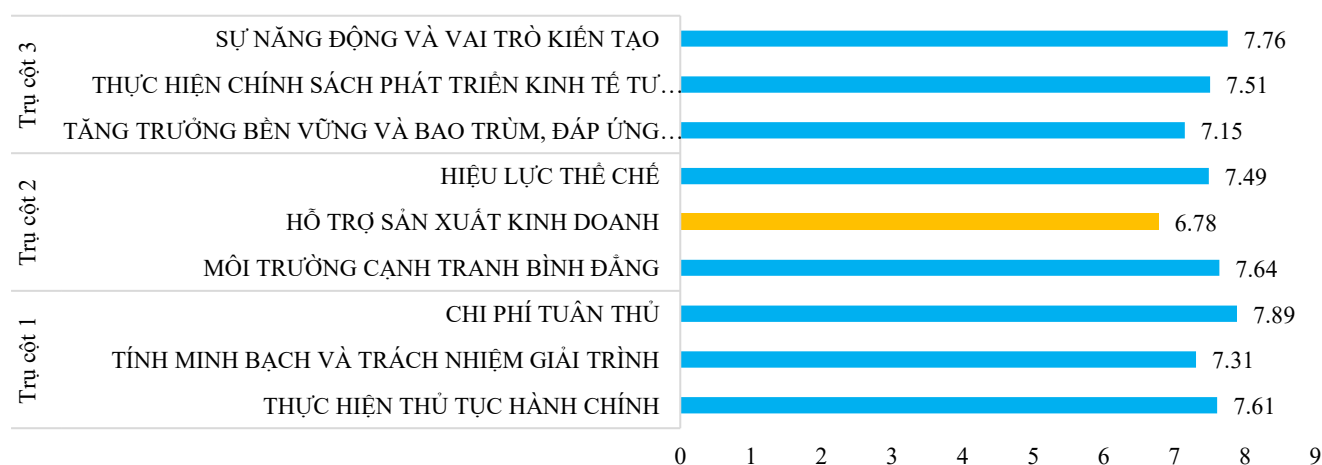 Trụ cột 3
SỰ NĂNG ĐỘNG VÀ VAI TRÒ KIẾN TẠO 7.76
THỰC HIỆN CHÍNH SÁCH PHÁT TRIỂN KINH TẾ TƯ… 7.51
TĂNG TRƯỞNG BỀN VỮNG VÀ BAO TRÙM, ĐÁP ỨNG… 7.15
Trụ cột 2
HIỆU LỰC THỂ CHẾ 7.49
HỖ TRỢ SẢN XUẤT KINH DOANH 6.78
MÔI TRƯỜNG CẠNH TRANH BÌNH ĐẲNG 7.64
Trụ cột 1
CHI PHÍ TUÂN THỦ 7.89
TÍNH MINH BẠCH VÀ TRÁCH NHIỆM GIẢI TRÌNH 7.31
THỰC HIỆN THỦ TỤC HÀNH CHÍNH 7.61
0 1 2 3 4 5 6 7 8 9